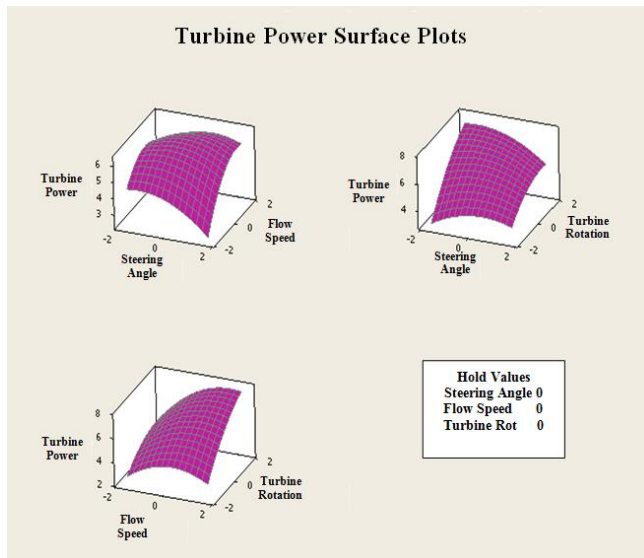 Turbine Power Surface Plots
Turbine
Power
6
5
4
3
-2
0
2
Steering
Angle
-2
0
2
Flow
Speed
Turbine
Power
8
6
4
-2
0
2
Steering
Angle
-2
0
2
Turbine
Rotation
Turbine
Power
8
6
4
2
-2
0
2
Flow
Speed
-2
0
2
Turbine
Rotation
Hold Values
Steering Angle 0
Flow Speed 0
Turbine Rot 0